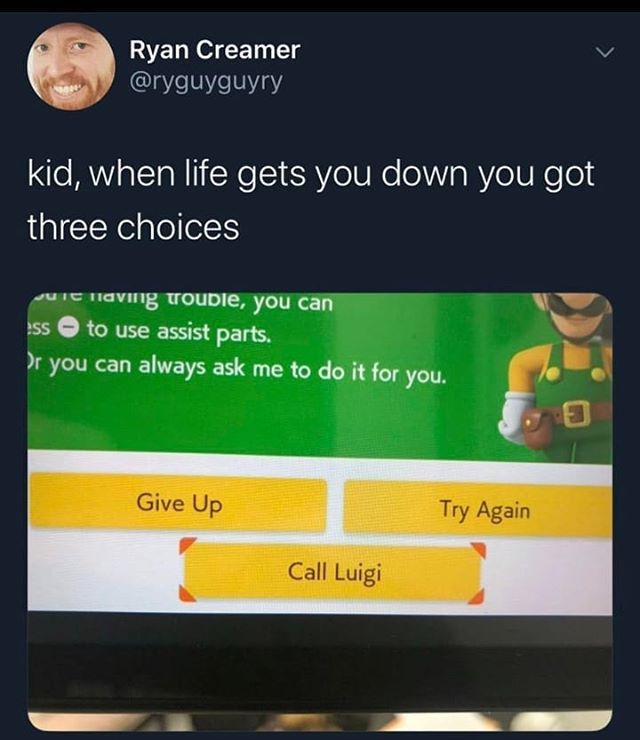 Ryan Creamer
@ryguyguyry
kid, when life gets you down you got
three choices
having trouble, you can
to use assist parts.
you can always ask me to do it for you.
Give Up
Try Again
Call Luigi